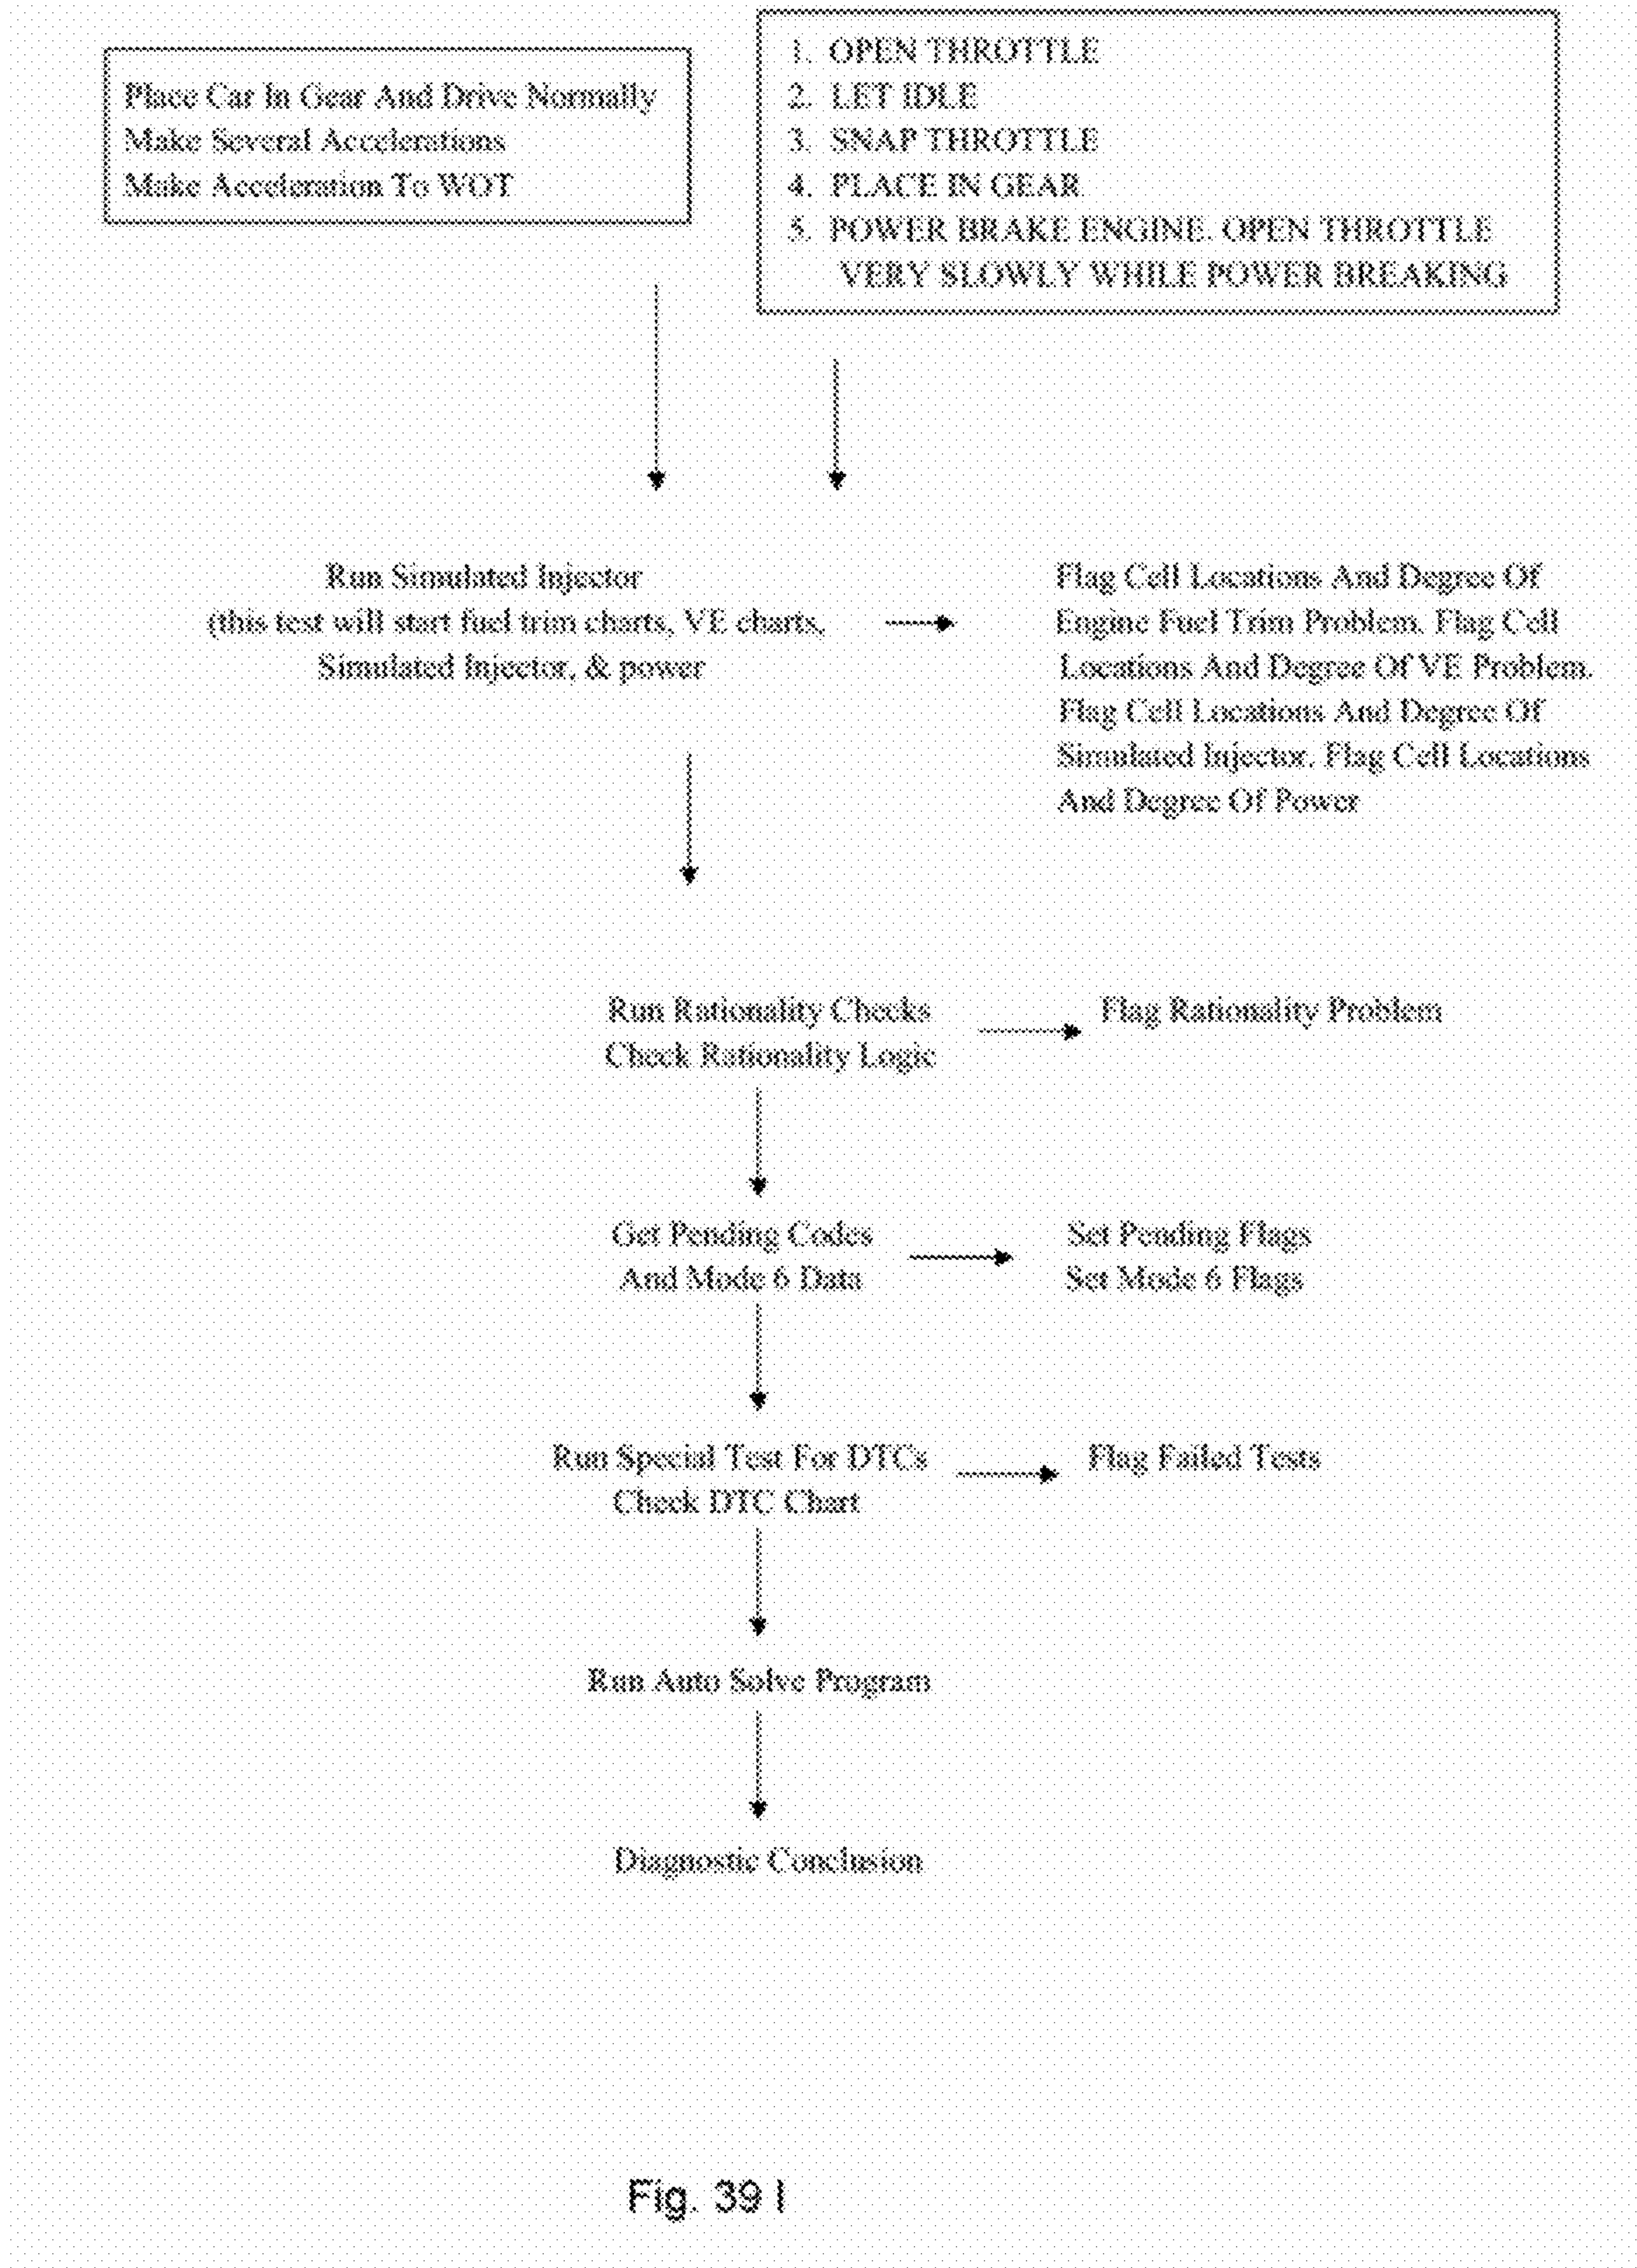 Place Car In Gear And Drive Normally
Make Several Accelerations
Make Acceleration To WOT
1. OPEN THROTTLE
2. LET IDLE
3. SNAP THROTTLE
4. PLACE IN GEAR
5. POWER BRAKE ENGINE. OPEN THROTTLE
VERY SLOWLY WHILE POWER BREAKING
Run Simulated Injector
(this test will start fuel trim charts, VE charts,
Simulated Injector, & power
Flag Cell Locations And Degree Of
Engine Fuel Trim Problem. Flag Cell
Locations And Degree Of VE Problem.
Flag Cell Locations And Degree Of
Simulated Injector. Flag Cell Locations
And Degree Of Power
Run Rationality Checks
Check Rationality Logic
Flag Rationality Problem
Get Pending Codes
And Mode 6 Data
Set Pending Flags
Set Mode 6 Flags
Run Special Test For DTCs
Check DTC Chart
Flag Failed Tests
Run Auto Solve Program
Diagnostic Conclusion
Fig. 39 I